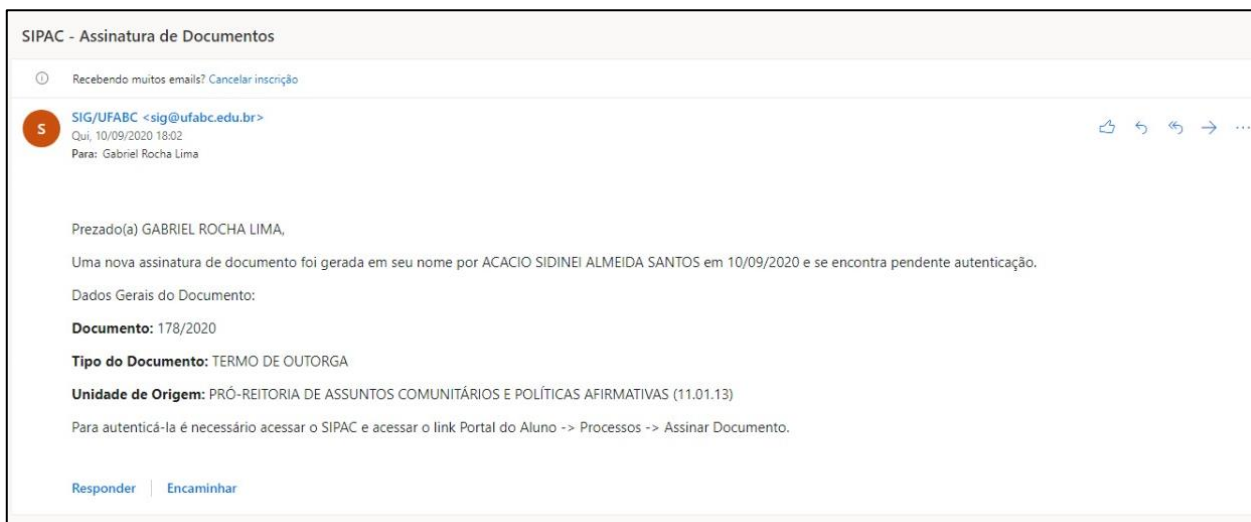 SIPAC - Assinatura de Documentos
Recebendo muitos emails? Cancelar inscrição
S
SIG/UFABC <sig@ufabc.edu.br>
Qui, 10/09/2020 18:02
Para: Gabriel Rocha Lima
Prezado(a) GABRIEL ROCHA LIMA,
Uma nova assinatura de documento foi gerada em seu nome por ACACIO SIDINEI ALMEIDA SANTOS em 10/09/2020 e se encontra pendente autenticação.
Dados Gerais do Documento:
Documento: 178/2020
Tipo do Documento: TERMO DE OUTORGA
Unidade de Origem: PRÓ-REITORIA DE ASSUNTOS COMUNITÁRIOS E POLÍTICAS AFIRMATIVAS (11.01.13)
Para autenticá-la é necessário acessar o SIPAC e acessar o link Portal do Aluno -> Processos -> Assinar Documento.
Responder | Encaminhar